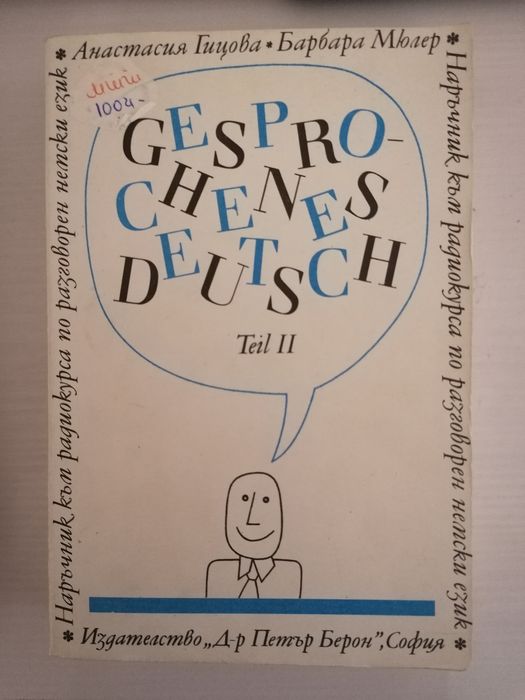 Анастасия Гицова * Барбара Мюлер
* Наръчник към радиокурса по разговорен немски език
* Наръчник към радиокурса по разговорен немски език
1004-
GESPRO-
CHENES
DEUTSCH
Teil II
* Издателство „Д-р Петър Берон”, София *